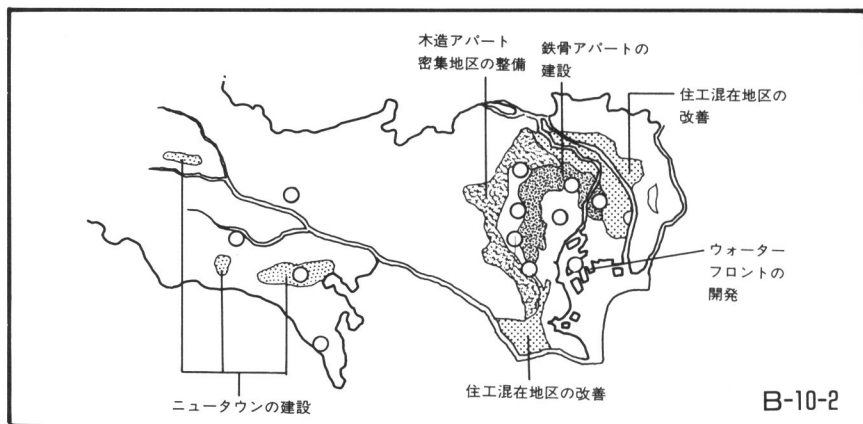 木造アパート
密集地区の整備
鉄骨アパートの
建設
住工混在地区の
改善
ウォーター
フロントの
開発
住工混在地区の改善
ニュータウンの建設
B-10-2